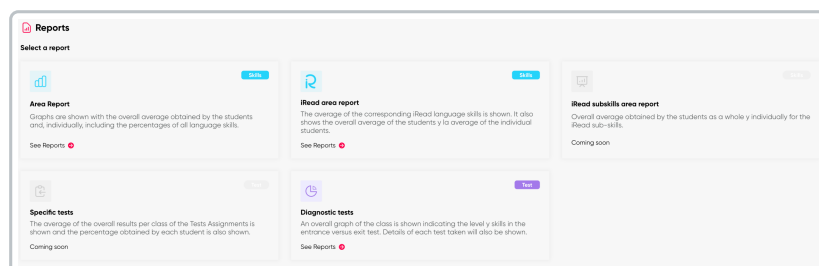 Reports
Select a report
Skills
Area Report
Graphs are shown with the overall average obtained by the students
and, individually, including the percentages of all language skills.
See Reports
Skills
iRead area report
The average of the corresponding iRead language skills is shown. It also
shows the overall average of the students y la average of the individual
students.
See Reports
iRead subskills area report
Overall average obtained by the students as a whole y individually for the
iRead sub-skills.
Coming soon
Specific tests
The average of the overall results per class of the Tests Assignments is
shown and the percentage obtained by each student is also shown.
Coming soon
Test
Diagnostic tests
An overall graph of the class is shown indicating the level y skills in the
entrance versus exit test. Details of each test taken will also be shown.
See Reports